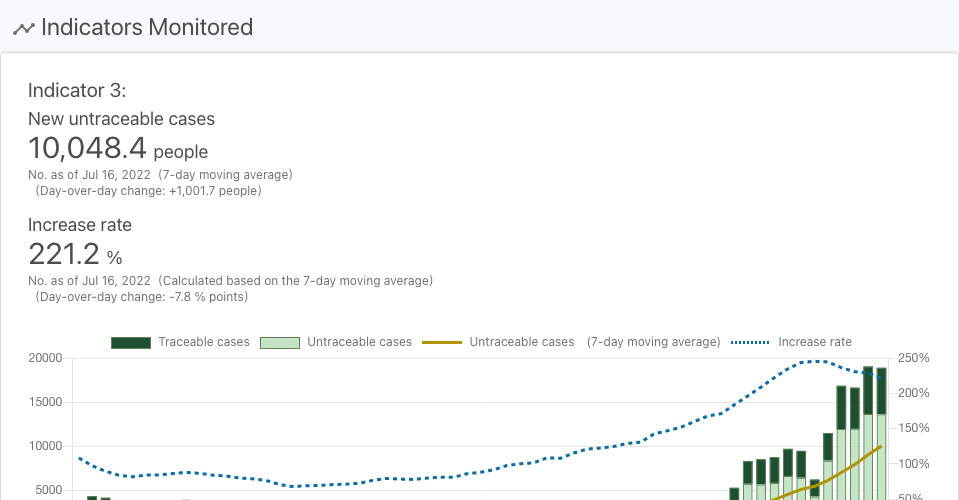 Indicators Monitored
Indicator 3:
New untraceable cases
10,048.4 people
No. as of Jul 16, 2022 (7-day moving average)
(Day-over-day change: +1,001.7 people)
Increase rate
221.2 %
No. as of Jul 16, 2022 (Calculated based on the 7-day moving average)
(Day-over-day change: -7.8 % points)
Traceable cases Untraceable cases Untraceable cases (7-day moving average) Increase rate
20000 250%
200%
15000
150%
10000
100%
5000
50%